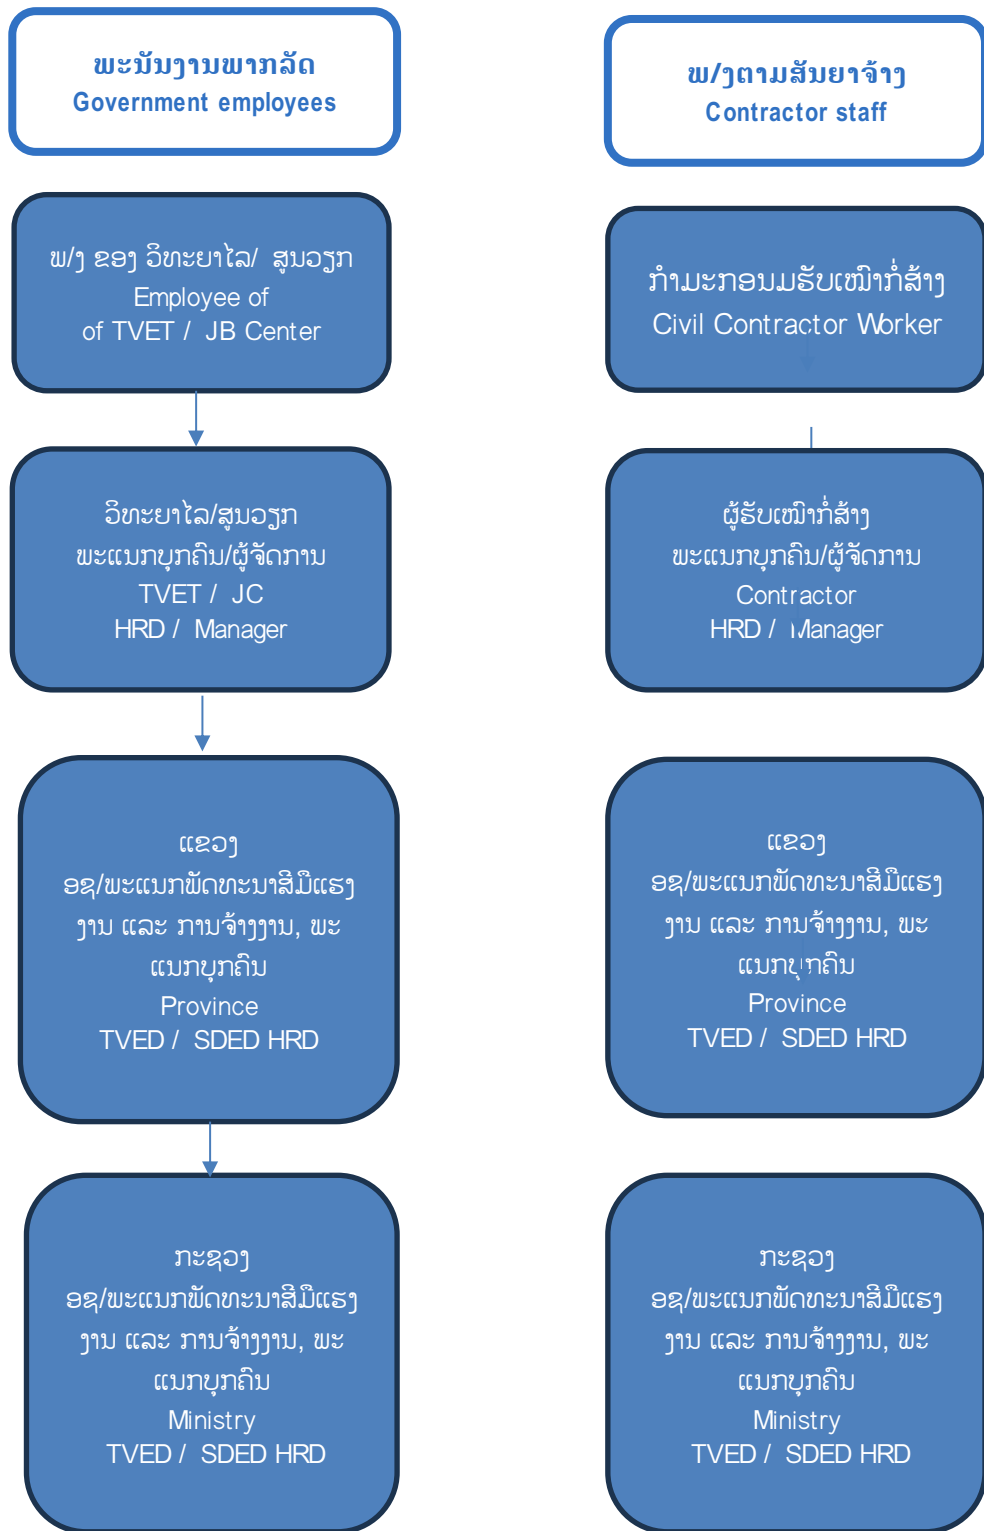 ພະນັນງານພາກລັດ
Government employees
ພ/ງ ຂອງ ວິທະຍາໄລ/ ສູນວຽກ
Employee of
of TVET / JB Center
ວິທະຍາໄລ/ສູນວຽກ
ພະແນກບຸກຄົນ/ຜູ້ຈັດການ
TVET / JC
HRD / Manager
ແຂວງ
ອຊ/ພະແນກພັດທະນາສີມືແຮງ
ງານ ແລະ ການຈ້າງງານ, ພະ
ແນກບຸກຄົນ
Province
TVED / SDED HRD
ກະຊວງ
ອຊ/ພະແນກພັດທະນາສີມືແຮງ
ງານ ແລະ ການຈ້າງງານ, ພະ
ແນກບຸກຄົນ
Ministry
TVED / SDED HRD
ພ/ງຕາມສັນຍາຈ້າງ
Contractor staff
ກຳມະກອນມຮັບເໝົາກໍ່ສ້າງ
Civil Contractor Worker
ຜູ້ຮັບເໝົາກໍ່ສ້າງ
ພະແນກບຸກຄົນ/ຜູ້ຈັດການ
Contractor
HRD / Manager
ແຂວງ
ອຊ/ພະແນກພັດທະນາສີມືແຮງ
ງານ ແລະ ການຈ້າງງານ, ພະ
ແນກບຸກຄົນ
Province
TVED / SDED HRD
ກະຊວງ
ອຊ/ພະແນກພັດທະນາສີມືແຮງ
ງານ ແລະ ການຈ້າງງານ, ພະ
ແນກບຸກຄົນ
Ministry
TVED / SDED HRD